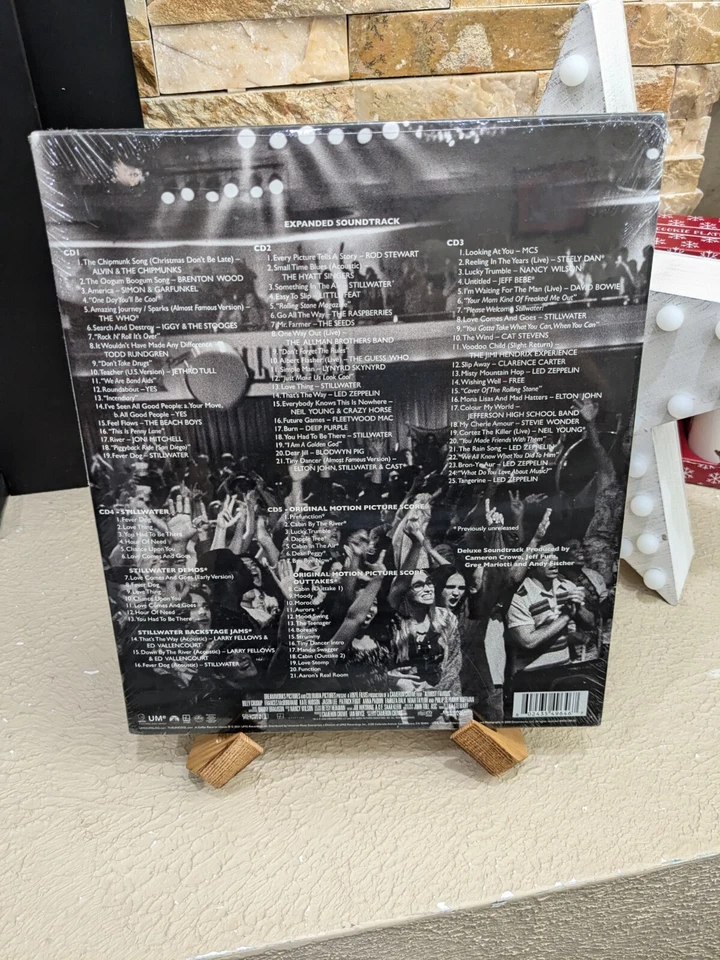 EXPANDED SOUNDTRACK
CD1
1. The Chipmunk Song (Christmas Don't Be Late) –
ALVIN & THE CHIPMUNKS
2. The Oogum Boogum Song – BRENTON WOOD
3. America – SIMON & GARFUNKEL
4. "One Day You'll Be Cool"
5. Amazing Journey / Sparks (Almost Famous Version) –
THE WHO*
6. Search And Destroy – IGGY & THE STOOGES
7. "Rock N' Roll It's Over"
8. It Wouldn't Have Made Any Difference –
TODD RUNDGREN
9. "Don't Take Drugs"
10. Teacher (U.S. Version) – JETHRO TULL
11. "We Are Band Aids"
12. Roundabout – YES
13. "Incendiary"
14. I've Seen All Good People: a. Your Move,
b. All Good People – YES
15. Feel Flows – THE BEACH BOYS
16. "This Is Penny Lane"
17. River – JONI MITCHELL
18. "Piggyback Ride (San Diego)"
19. Fever Dog – STILLWATER
CD2
1. Every Picture Tells A Story – ROD STEWART
2. Small Time Blues (Acoustic)
THE HYATT SINGERS
3. Something In The Air – STILLWATER*
4. Easy To Slip – LITTLE FEAT
5. "Rolling Stone Magazine"
6. Go All The Way – THE RASPBERRIES
7. Mr. Farmer – THE SEEDS
8. One Way Out (Live) –
THE ALLMAN BROTHERS BAND
9. "Don't Forget The Rules"
10. Albert Flasher (Live) – THE GUESS WHO
11. Simple Man – LYNYRD SKYNYRD
12. "Just Make Us Look Cool"
13. Love Thing – STILLWATER
14. That's The Way – LED ZEPPELIN
15. Everybody Knows This Is Nowhere –
NEIL YOUNG & CRAZY HORSE
16. Future Games – FLEETWOOD MAC
17. Burn – DEEP PURPLE
18. You Had To Be There – STILLWATER
19. "I Am A Golden God"
20. Dear Jill – BLODWYN PIG
21. Tiny Dancer (Almost Famous Version) –
ELTON JOHN, STILLWATER & CAST*
CD3
1. Looking At You – MC5
2. Reeling In The Years (Live) – STEELY DAN*
3. Lucky Trumble – NANCY WILSON
4. Untitled – JEFF BEBE*
5. I'm Waiting For The Man (Live) – DAVID BOWIE
6. "Your Mom Kind Of Freaked Me Out"
7. "Please Welcome Stillwater!"
8. Love Comes And Goes – STILLWATER
9. "You Gotta Take What You Can, When You Can"
10. The Wind – CAT STEVENS
11. Voodoo Child (Slight Return) –
THE JIMI HENDRIX EXPERIENCE
12. Slip Away – CLARENCE CARTER
13. Misty Mountain Hop – LED ZEPPELIN
14. Wishing Well – FREE
15. "Cover Of The Rolling Stone"
16. Mona Lisas And Mad Hatters – ELTON JOHN
17. Colour My World –
JEFFERSON HIGH SCHOOL BAND
18. My Cherie Amour – STEVIE WONDER
19. Cortez The Killer (Live) – NEIL YOUNG
20. "You Made Friends With Them"
21. The Rain Song – LED ZEPPELIN
22. "We All Know What You Did To Him"
23. Bron-Yr-Aur – LED ZEPPELIN
24. "What Do You Love About Music?"
25. Tangerine – LED ZEPPELIN
CD4 – STILLWATER
1. Fever Dog
2. Love Thing
3. You Had To Be There
4. Hour Of Need
5. Chance Upon You
6. Love Comes And Goes
STILLWATER DEMOS*
7. Love Comes And Goes (Early Version)
8. Fever Dog
9. Love Thing
10. Chance Upon You
11. Love Comes And Goes
12. Hour Of Need
13. You Had To Be There
STILLWATER BACKSTAGE JAMS*
14. That's The Way (Acoustic) – LARRY FELLOWS &
ED VALLENCOURT
15. Down By The River (Acoustic) – LARRY FELLOWS
& ED VALLENCOURT
16. Fever Dog (Acoustic) – STILLWATER
CD5 – ORIGINAL MOTION PICTURE SCORE
1. Prefunction*
2. Cabin By The River*
3. Lucky Trumble
4. Dapple Tree*
5. Cabin In The Air*
6. Dean Peggy*
ORIGINAL MOTION PICTURE SCORE
OUTTAKES*
8. Cabin (Outtake 1)
9. Moody
10. Morocco
11. Aurora
12. Mood Swing
13. The Teenager
14. Borealis
15. Strummy
16. Tiny Dancer Intro
17. Mando Swagger
18. Cabin (Outtake 2)
19. Love Stomp
20. Function
21. Aaron's Real Room
*Previously unreleased
Deluxe Soundtrack Produced by
Cameron Crowe, Jeff Fura,
Greg Mariotti and Andy Fischer
UMe
COOKIE PLAT